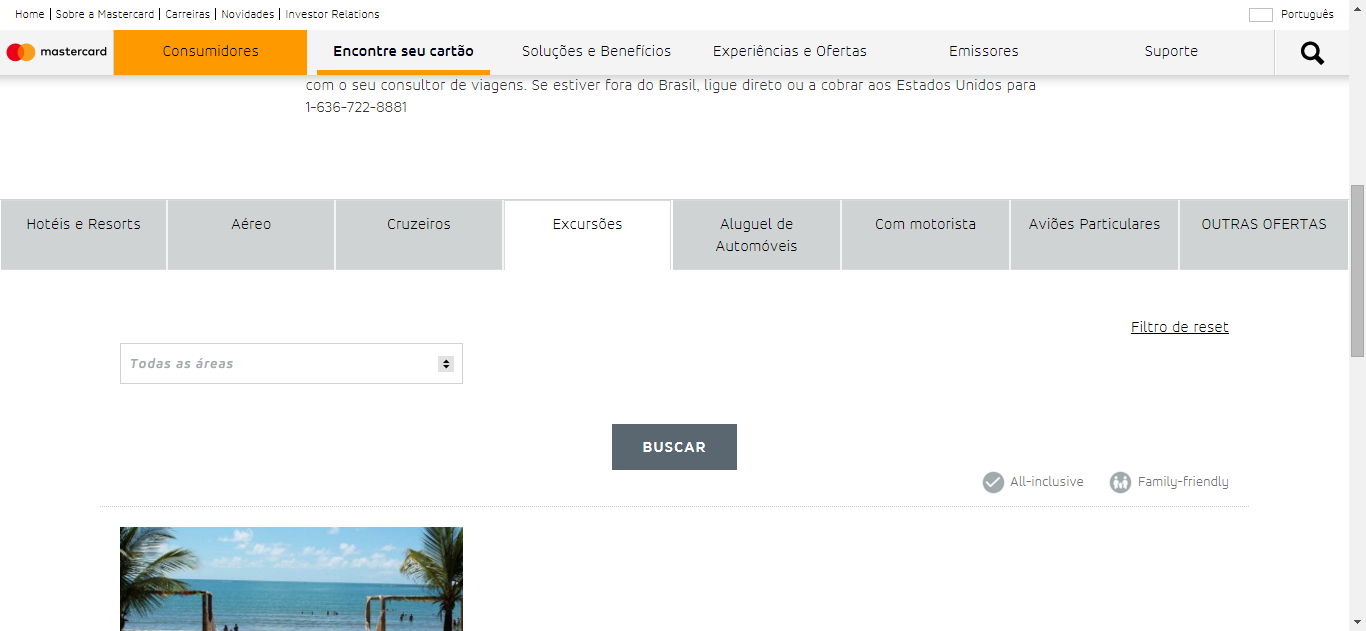 Home | Sobre a Mastercard | Carreiras | Novidades | Investor Relations
Português
mastercard
Consumidores
Encontre seu cartão
Soluções e Benefícios
Experiências e Ofertas
Emissores
Suporte
com o seu consultor de viagens. Se estiver fora do Brasil, ligue direto ou a cobrar aos Estados Unidos para
1-636-722-8881
Hotéis e Resorts
Aéreo
Cruzeiros
Excursões
Aluguel de
Automóveis
Com motorista
Aviões Particulares
OUTRAS OFERTAS
Filtro de reset
Todas as áreas
BUSCAR
All-inclusive
Family-friendly